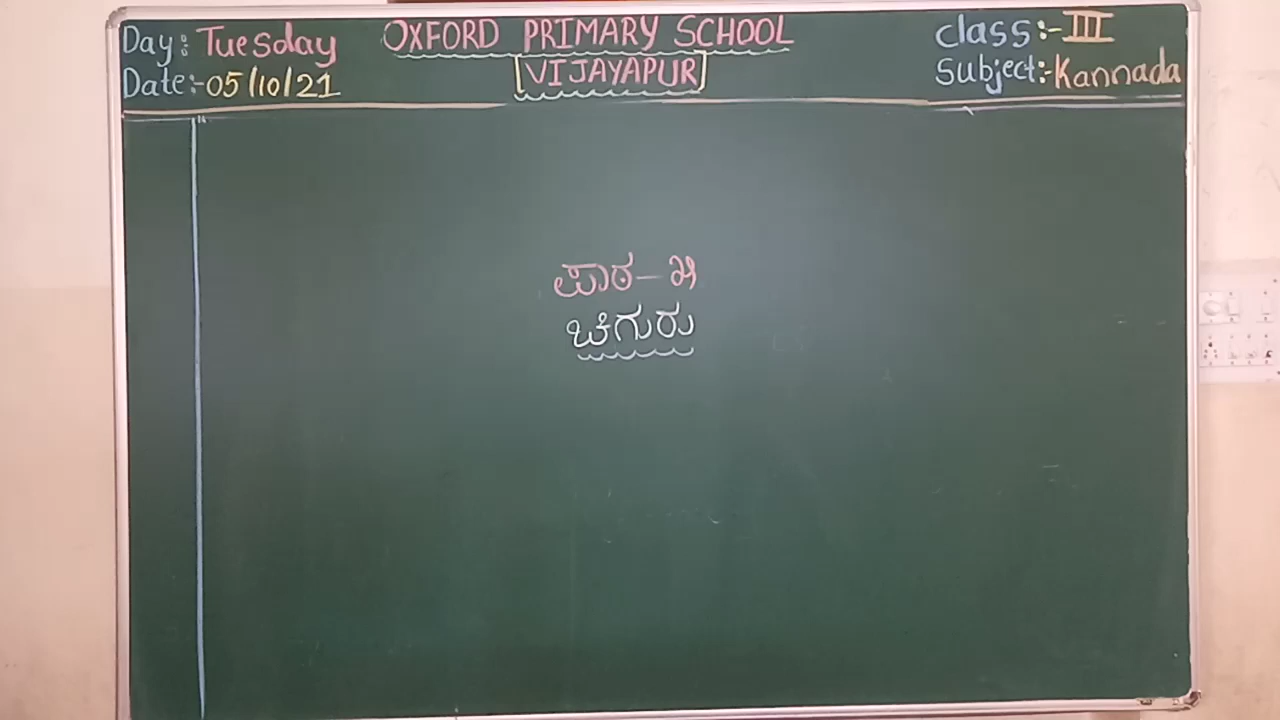 Day: Tuesday
Date:-05/10/21
OXFORD PRIMARY SCHOOL
VIJAYAPUR
class:-III
Subject:-Kannada
ಪಾಠ-೫
ಚಿಗುರು